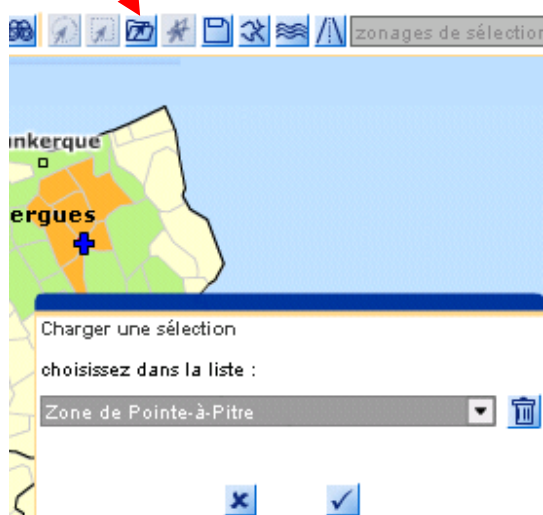 zonages de sélection
nkerque
ergues
Charger une sélection
choisissez dans la liste :
Zone de Pointe-à-Pitre